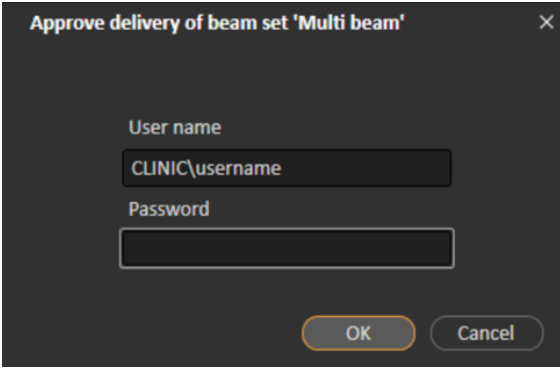 Approve delivery of beam set 'Multi beam'
User name
CLINIC\username
Password
OK Cancel